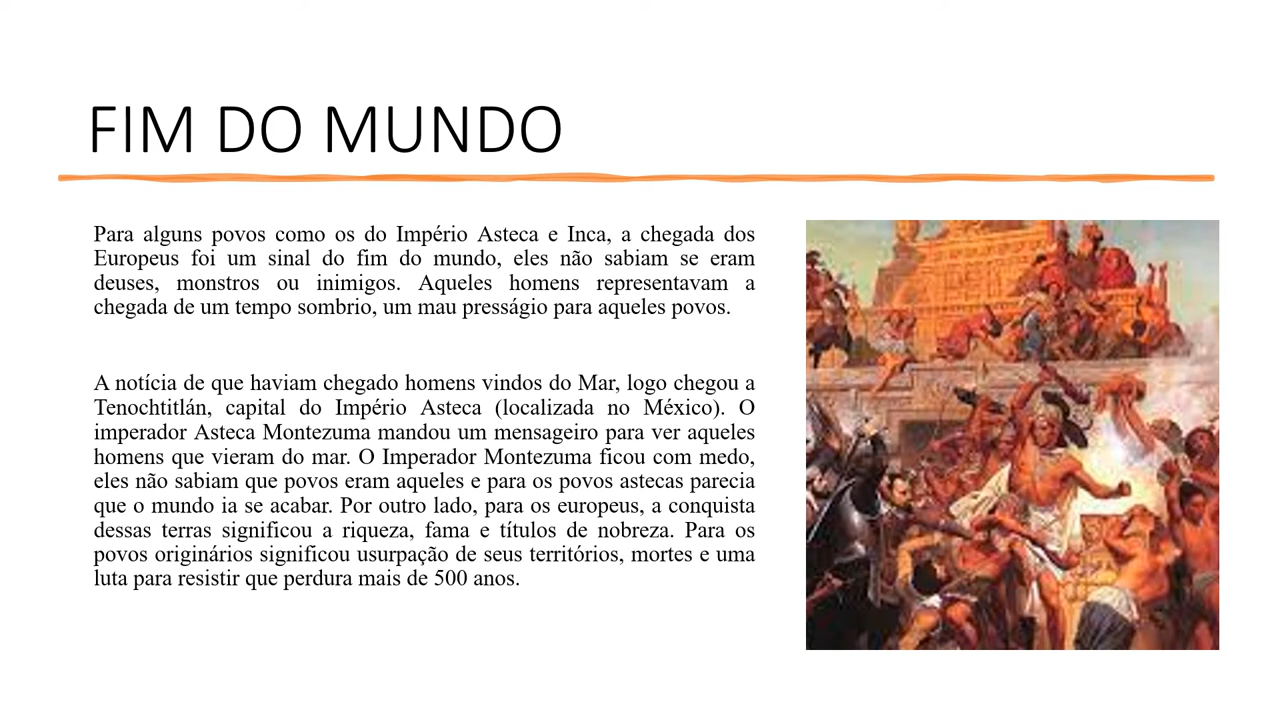 FIM DO MUNDO
Para alguns povos como os do Império Asteca e Inca, a chegada dos
Europeus foi um sinal do fim do mundo, eles não sabiam se eram
deuses, monstros ou inimigos. Aqueles homens representavam a
chegada de um tempo sombrio, um mau presságio para aqueles povos.
A notícia de que haviam chegado homens vindos do Mar, logo chegou a
Tenochtitlán, capital do Império Asteca (localizada no México). O
imperador Asteca Montezuma mandou um mensageiro para ver aqueles
homens que vieram do mar. O Imperador Montezuma ficou com medo,
eles não sabiam que povos eram aqueles e para os povos astecas parecia
que o mundo ia se acabar. Por outro lado, para os europeus, a conquista
dessas terras significou a riqueza, fama e títulos de nobreza. Para os
povos originários significou usurpação de seus territórios, mortes e uma
luta para resistir que perdura mais de 500 anos.